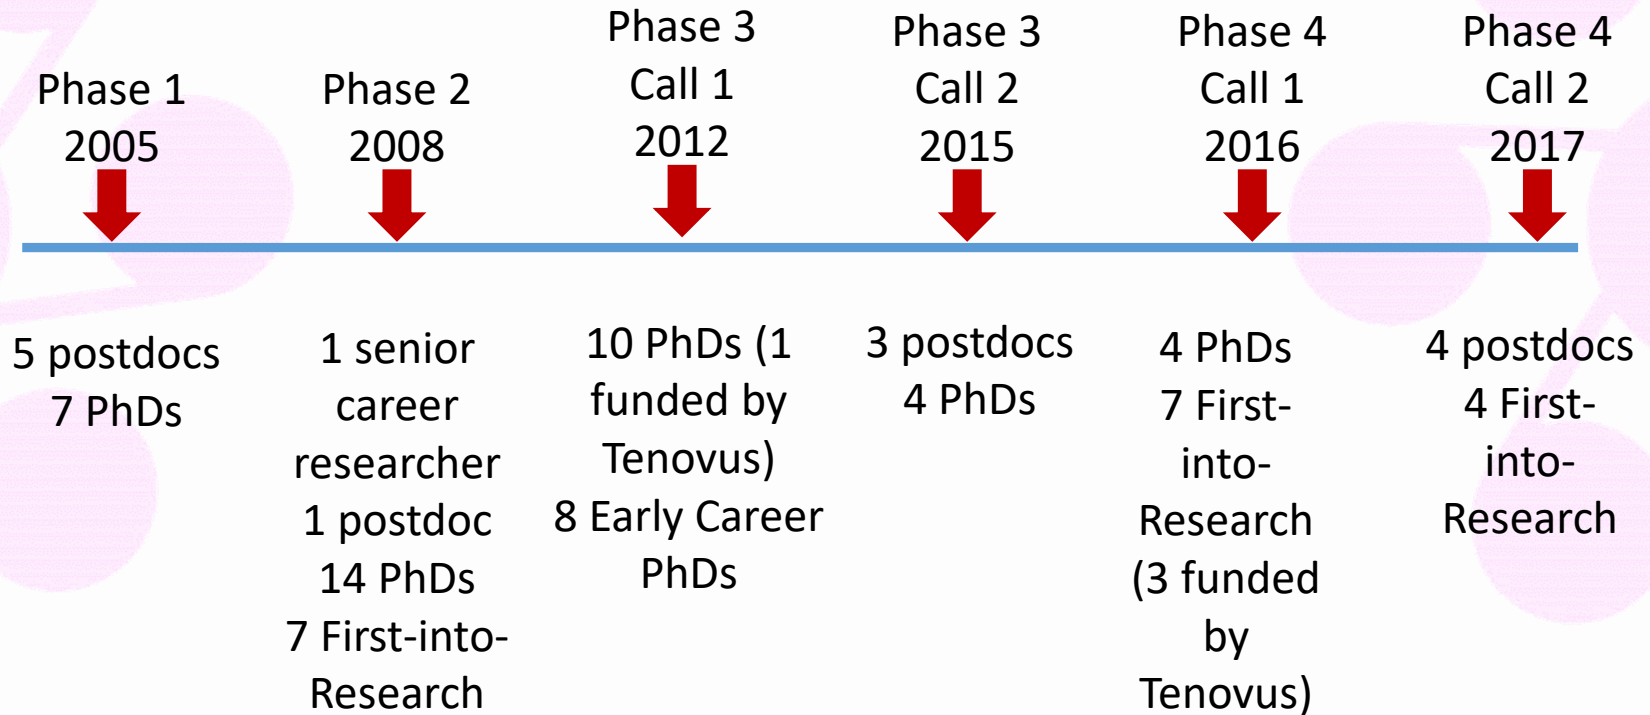 Phase 1
2005
Phase 2
2008
Phase 3
Call 1
2012
Phase 3
Call 2
2015
Phase 4
Call 1
2016
Phase 4
Call 2
2017
5 postdocs
7 PhDs
1 senior
career
researcher
1 postdoc
14 PhDs
7 First-into-
Research
10 PhDs (1
funded by
Tenovus)
8 Early Career
PhDs
3 postdocs
4 PhDs
4 PhDs
7 First-
into-
Research
(3 funded
by
Tenovus)
4 postdocs
4 First-
into-
Research